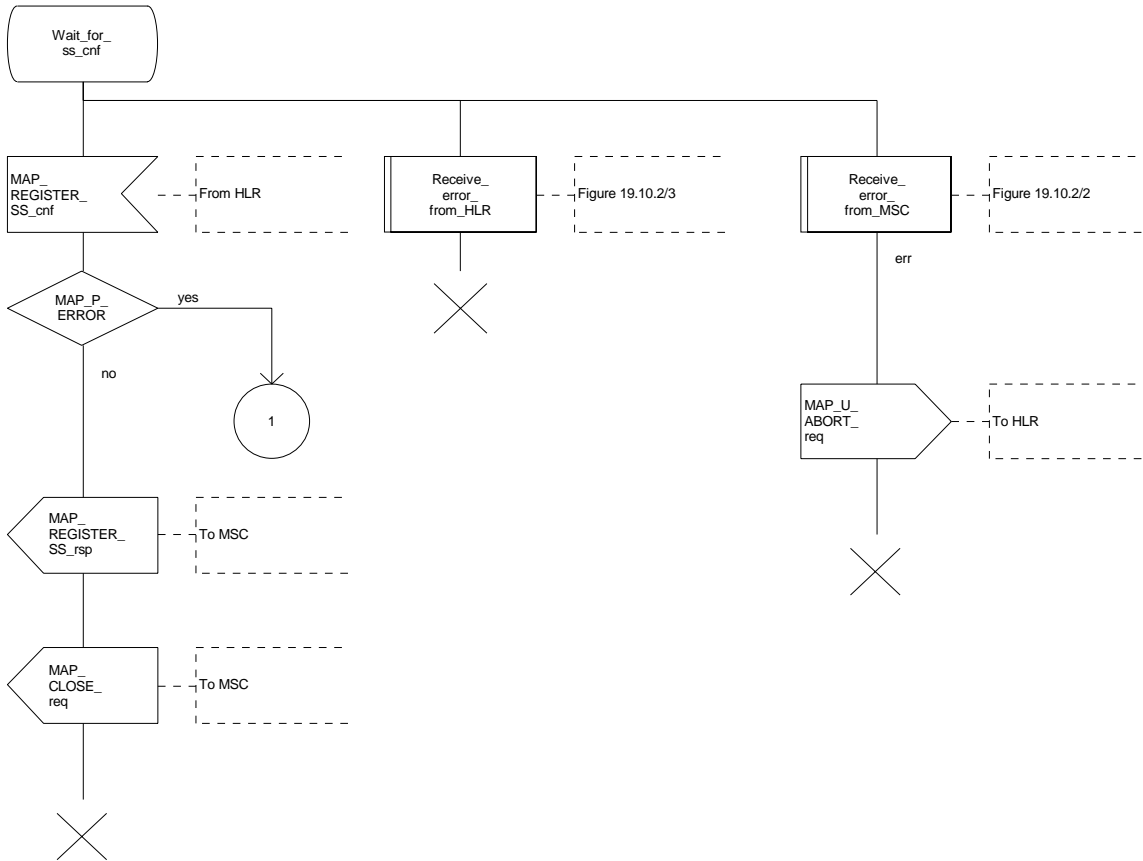 Wait_for_
ss_cnf
MAP_
REGISTER_
SS_cnf
From HLR
Receive_
error_
from_HLR
Figure 19.10.2/3
Receive_
error_
from_MSC
Figure 19.10.2/2
err
MAP_P_
ERROR
yes
no
1
MAP_U_
ABORT_
req
To HLR
MAP_
REGISTER_
SS_rsp
To MSC
MAP_
CLOSE_
req
To MSC